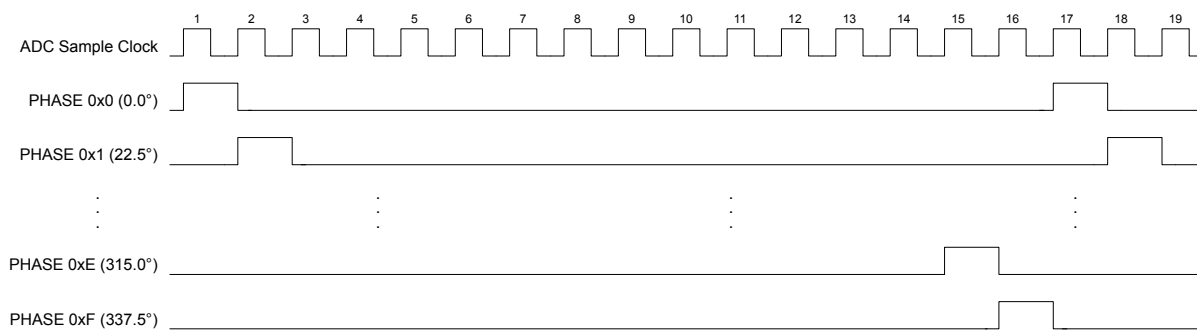 1 2 3 4 5 6 7 8 9 10 11 12 13 14 15 16 17 18 19
ADC Sample Clock
PHASE 0x0 (0.0°)
PHASE 0x1 (22.5°)
PHASE 0xE (315.0°)
PHASE 0xF (337.5°)